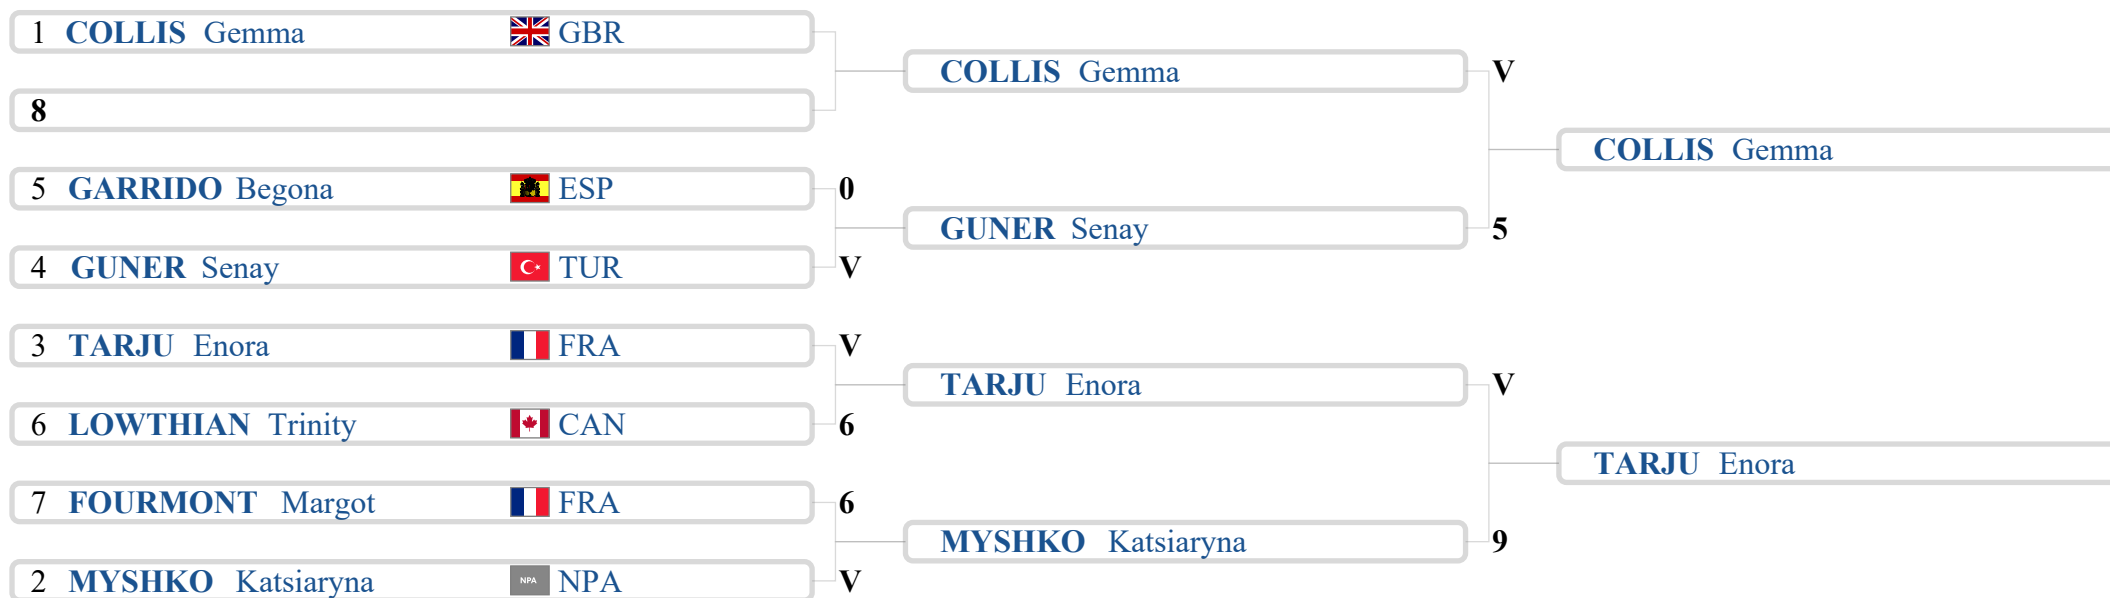 1 COLLIS Gemma GBR
COLLIS Gemma V
8
COLLIS Gemma
5 GARRIDO Begona ESP 0
GUNER Senay 5
4 GUNER Senay TUR V
3 TARJU Enora FRA V
TARJU Enora V
6 LOWTHIAN Trinity CAN 6
TARJU Enora
7 FOURMONT Margot FRA 6
MYSHKO Katsiaryna 9
2 MYSHKO Katsiaryna NPA NPA V